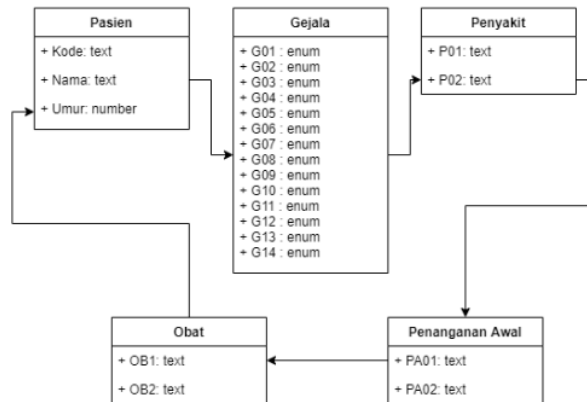 Pasien
+ Kode: text
+ Nama: text
+ Umur: number
Gejala
+ G01 : enum
+ G02 : enum
+ G03 : enum
+ G04 : enum
+ G05 : enum
+ G06 : enum
+ G07 : enum
+ G08 : enum
+ G09 : enum
+ G10 : enum
+ G11 : enum
+ G12 : enum
+ G13 : enum
+ G14 : enum
Penyakit
+ P01: text
+ P02: text
Obat
+ OB1: text
+ OB2: text
Penanganan Awal
+ PA01: text
+ PA02: text